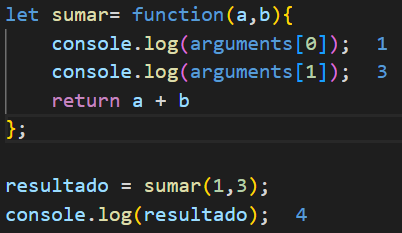 let sumar= function(a,b){
    console.log(arguments[0]);  1
    console.log(arguments[1]);  3
    return a + b
};

resultado = sumar(1,3);
console.log(resultado);  4